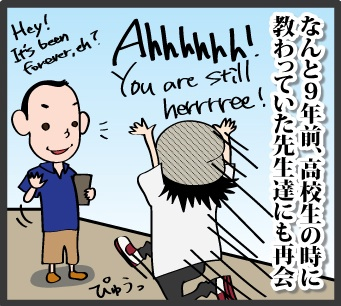 なんと９年前、高校生の時に
教わっていた先生達にも再会
Hey!
It's been
forever, eh?
Ahhhhhh!
You are still
herrrree!
ぴゅうっ